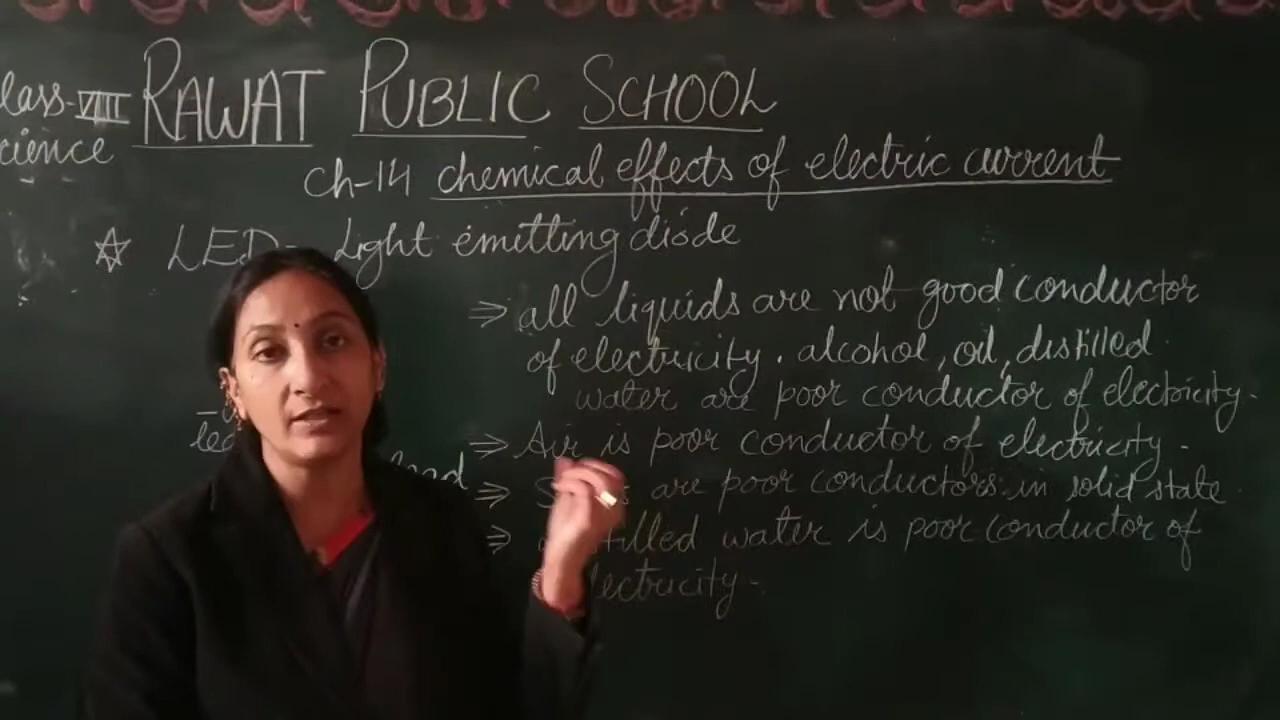 lass-VIII RAWAT PUBLIC SCHOOL
cience
ch-14 chemical effects of electric current
LED- Light emitting diode
⇒ all liquids are not good conductor
of electricity. alcohol, oil, distilled
water are poor conductor of electricity.
⇒ Air is poor conductor of electricity.
⇒ are poor conductors in solid state.
⇒ tilled water is poor conductor of
lectricity.